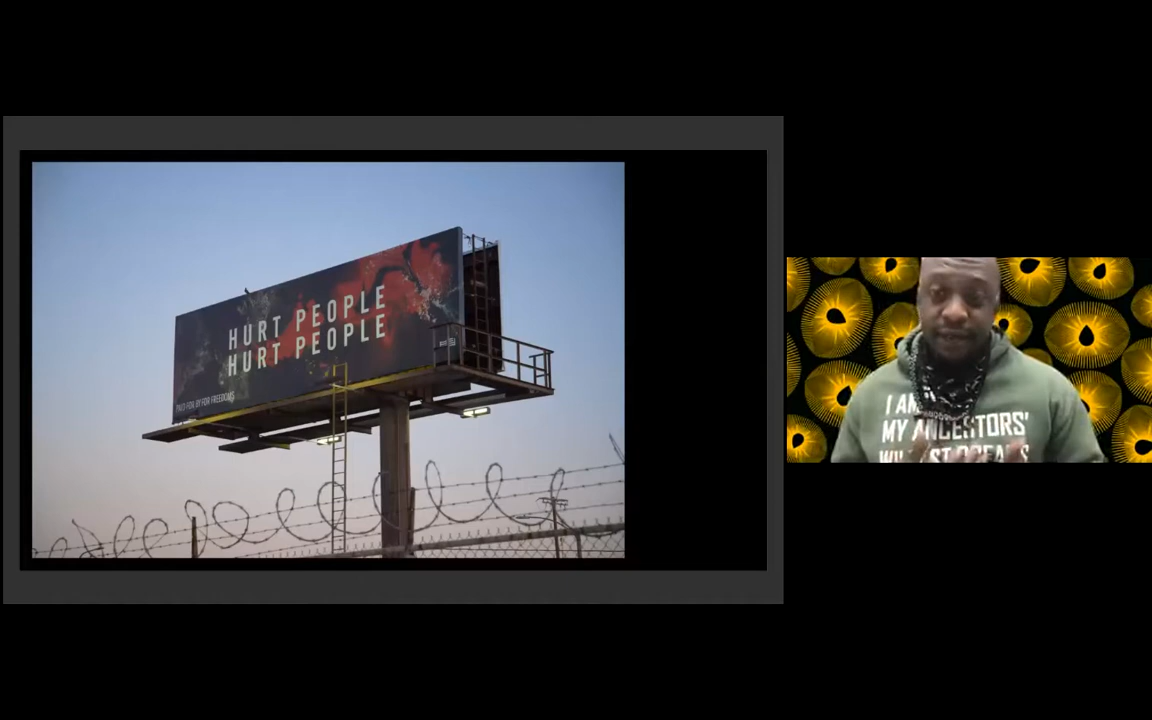 HURT PEOPLE
HURT PEOPLE
PAID FOR BY FOR FREEDOMS
I AM
MY ANCESTORS'